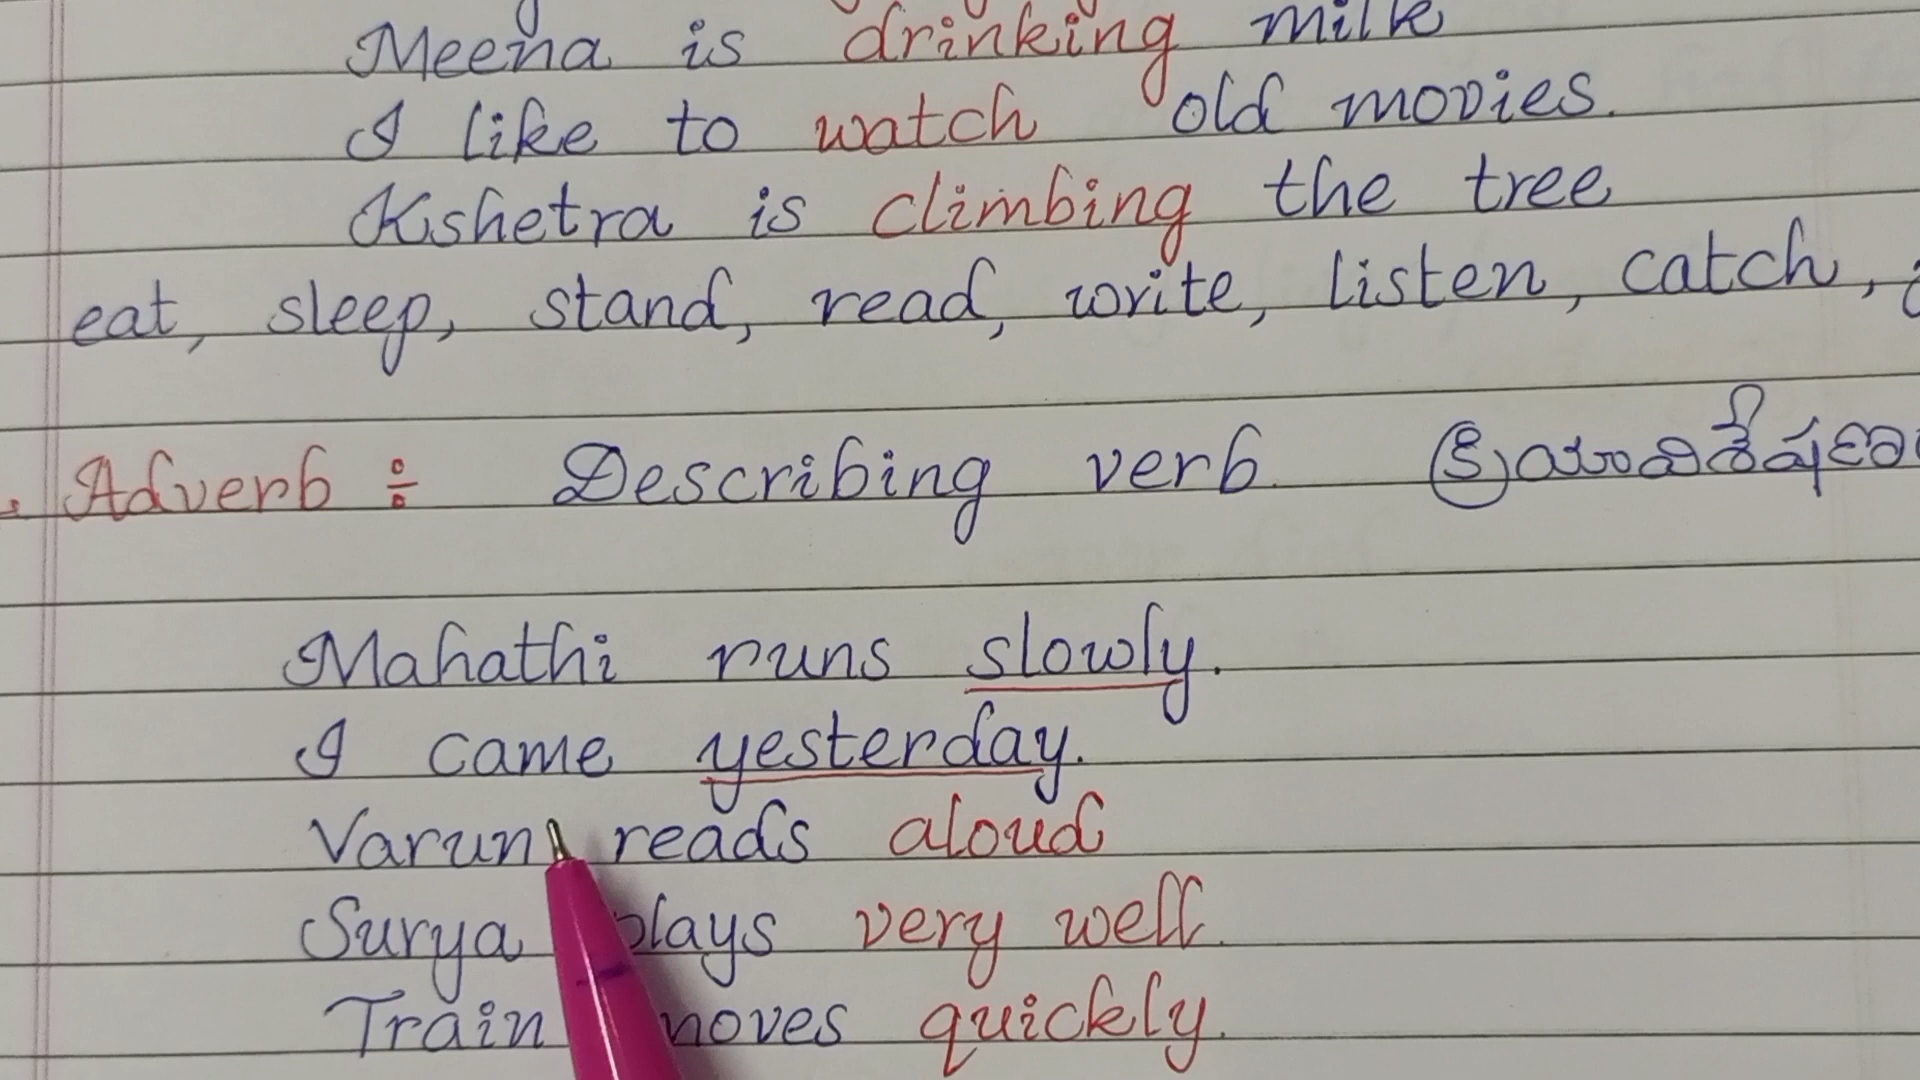 Meena is drinking milk
I like to watch old movies.
Kshetra is climbing the tree
eat, sleep, stand, read, write, listen, catch,
Adverb ÷ Describing verb ಕ್ರಿಯಾವಿಶೇಷಣ
Mahathi runs slowly.
I came yesterday.
Varun reads aloud
Surya plays very well.
Train moves quickly.